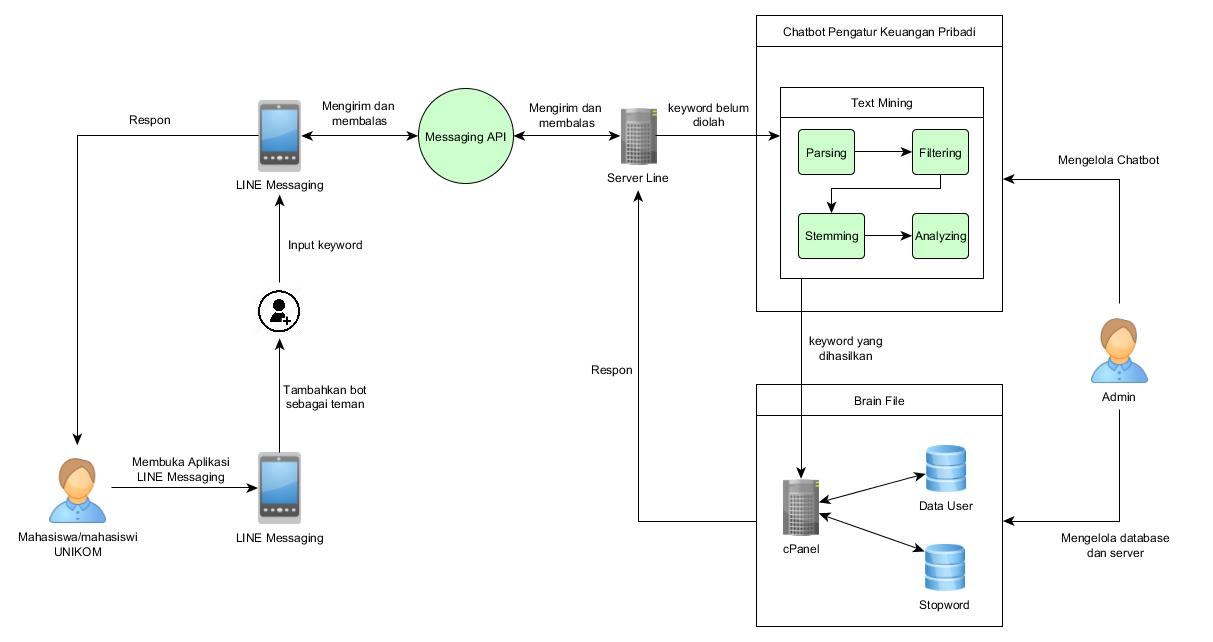 Chatbot Pengatur Keuangan Pribadi
Text Mining
Parsing
Filtering
Stemming
Analyzing
Respon
Mengirim dan
membalas
Messaging API
Mengirim dan
membalas
keyword belum
diolah
LINE Messaging
Server Line
Mengelola Chatbot
Input keyword
keyword yang
dihasilkan
Respon
Tambahkan bot
sebagai teman
Admin
Brain File
Membuka Aplikasi
LINE Messaging
Data User
Mahasiswa/mahasiswi
UNIKOM
LINE Messaging
cPanel
Mengelola database
dan server
Stopword